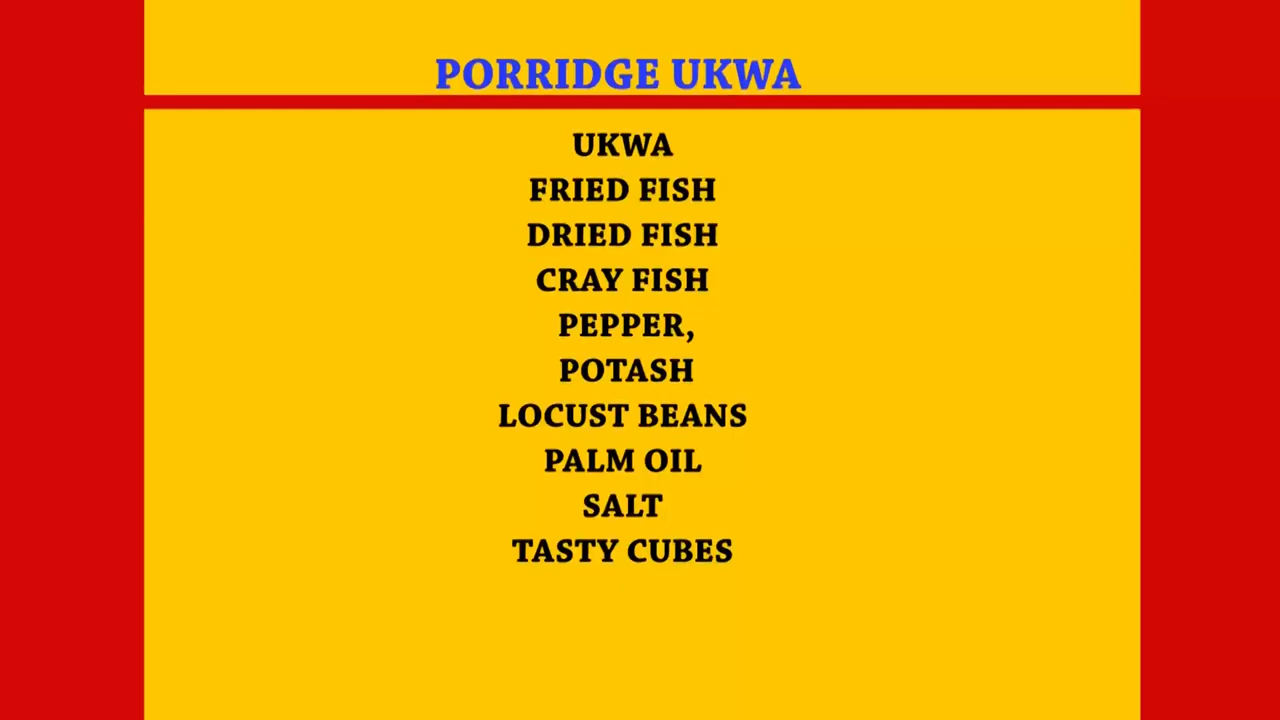 PORRIDGE UKWA
UKWA
FRIED FISH
DRIED FISH
CRAY FISH
PEPPER,
POTASH
LOCUST BEANS
PALM OIL
SALT
TASTY CUBES